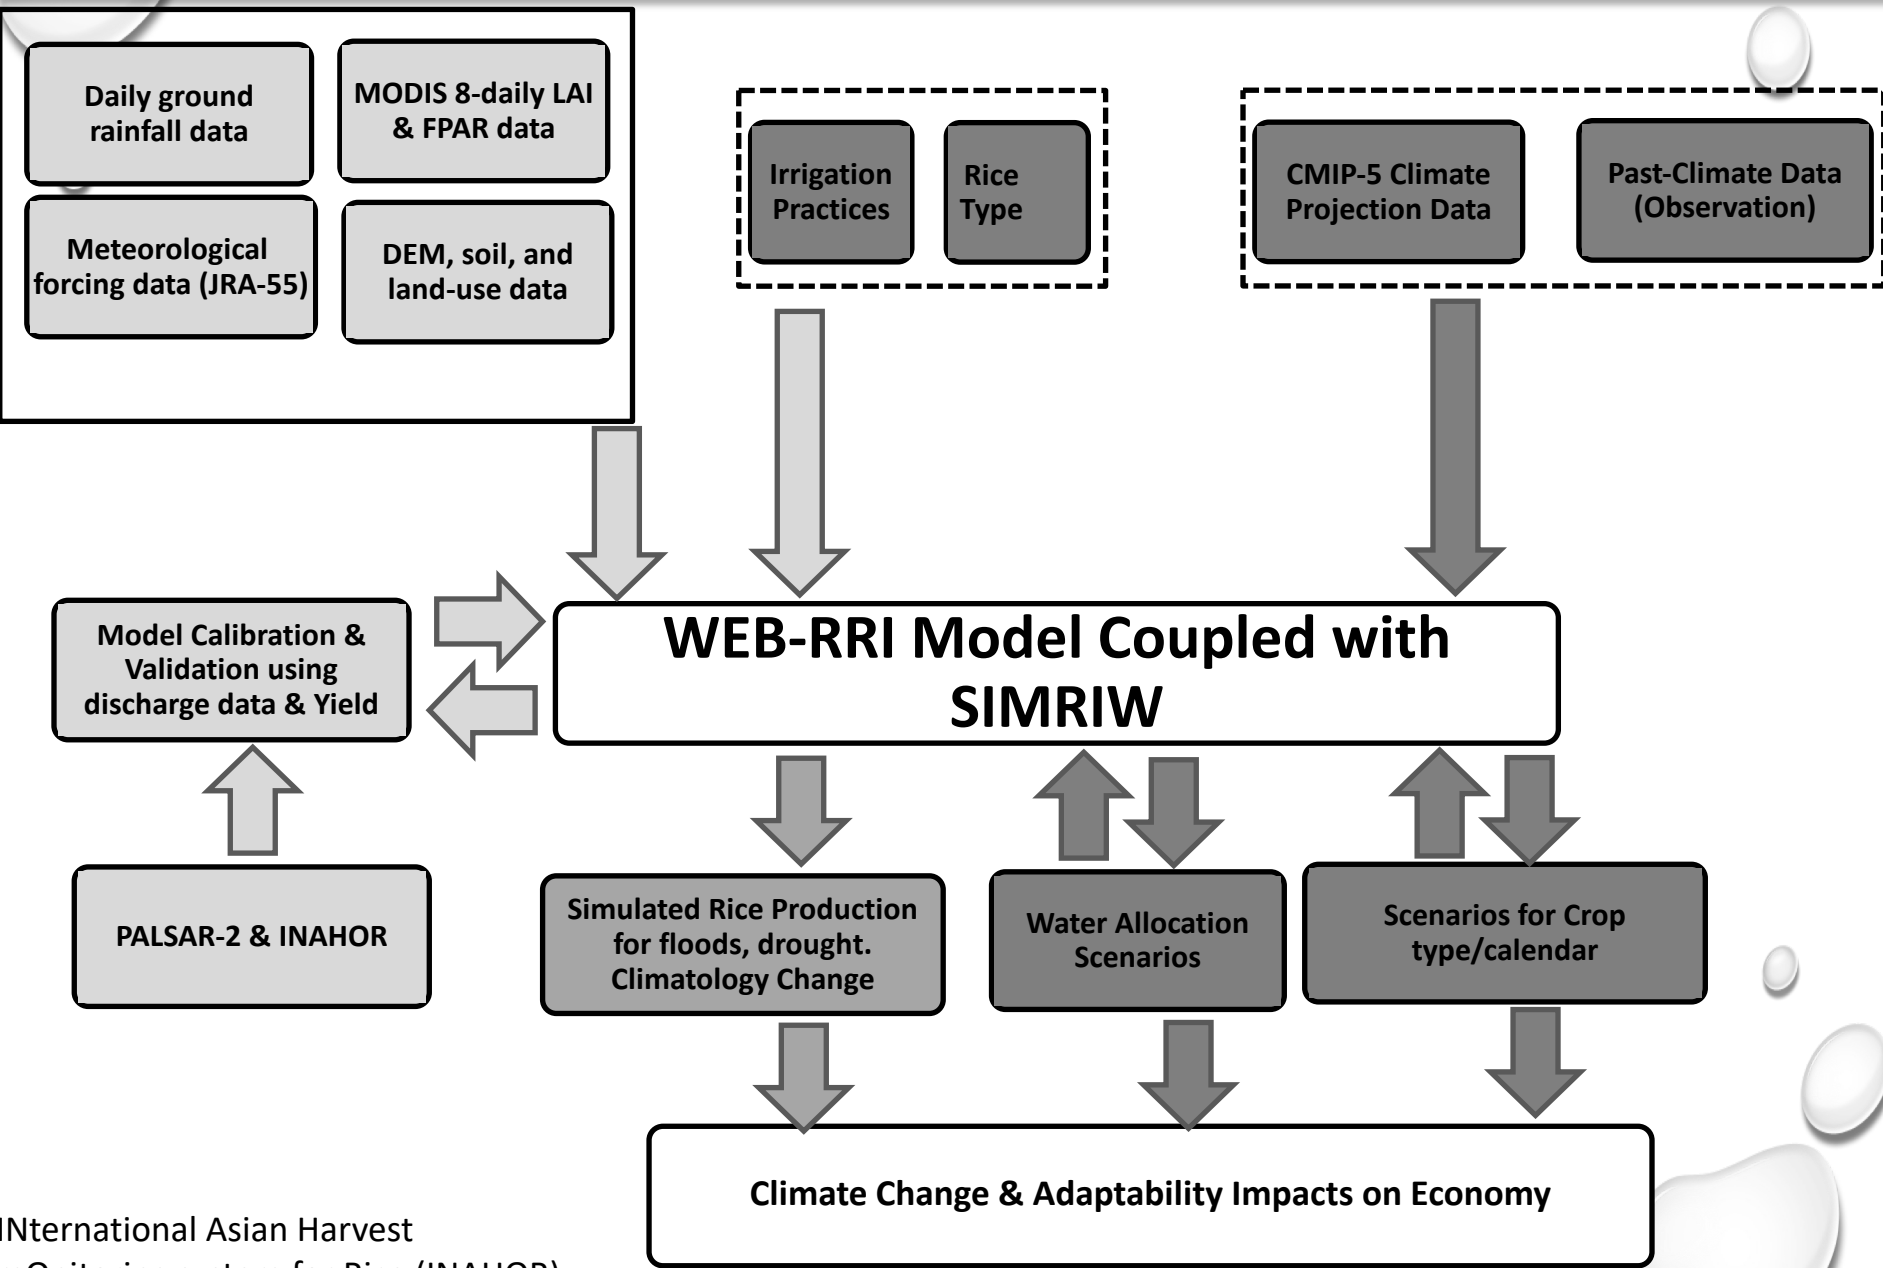 Daily ground
rainfall data
MODIS 8-daily LAI
& FPAR data
Meteorological
forcing data (JRA-55)
DEM, soil, and
land-use data
Irrigation
Practices
Rice
Type
CMIP-5 Climate
Projection Data
Past-Climate Data
(Observation)
Model Calibration &
Validation using
discharge data & Yield
WEB-RRI Model Coupled with
SIMRIW
PALSAR-2 & INAHOR
Simulated Rice Production
for floods, drought.
Climatology Change
Water Allocation
Scenarios
Scenarios for Crop
type/calendar
Climate Change & Adaptability Impacts on Economy
INternational Asian Harvest
for Rice (INAHOR)